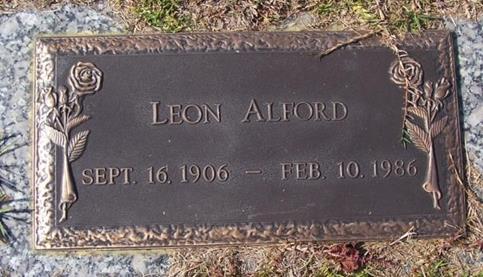 LEON ALFORD
SEPT. 16, 1906 — FEB. 10, 1986